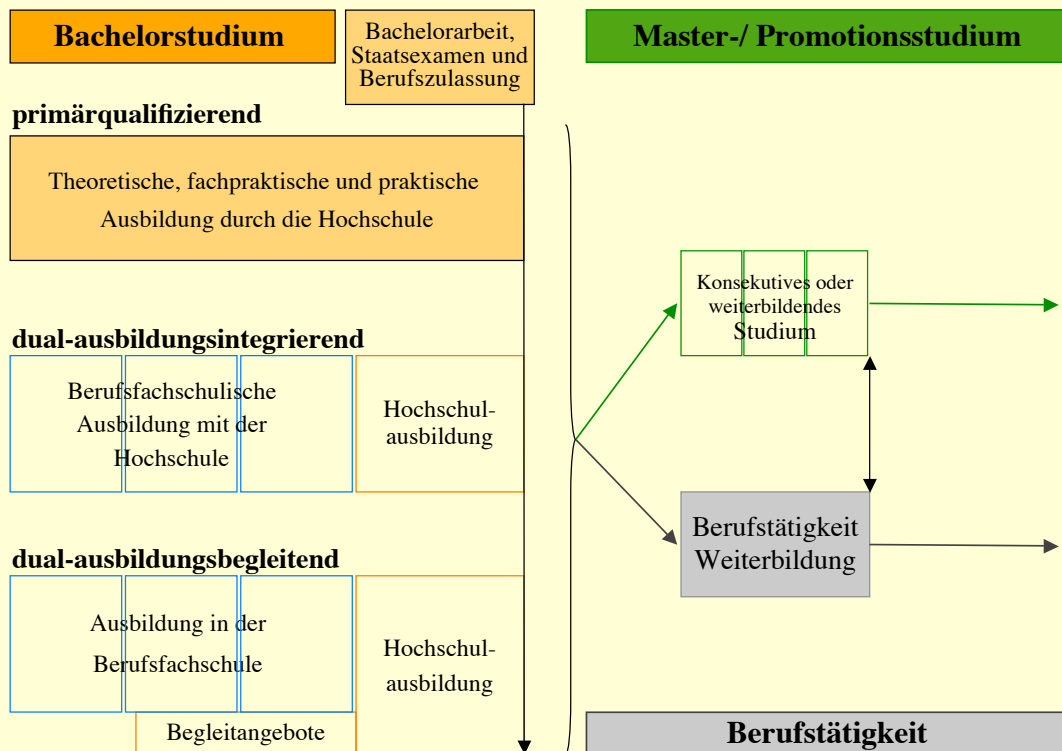 Bachelorstudium
Bachelorarbeit,
Staatsexamen und
Berufszulassung
Master-/ Promotionsstudium
primärqualifizierend
Theoretische, fachpraktische und praktische
Ausbildung durch die Hochschule
dual-ausbildungsintegrierend
Berufsfachschulische
Ausbildung mit der
Hochschule
Hochschul-
ausbildung
Konsekutives oder
weiterbildendes
Studium
Berufstätigkeit
Weiterbildung
dual-ausbildungsbegleitend
Ausbildung in der
Berufsfachschule
Hochschul-
ausbildung
Begleitangebote
Berufstätigkeit